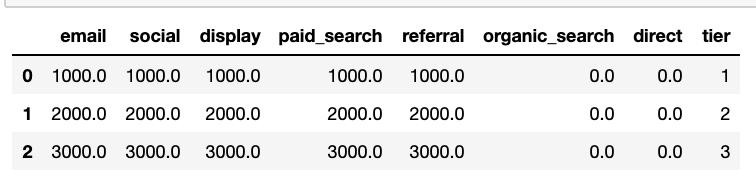 email social display paid_search referral organic_search direct tier
0 1000.0 1000.0 1000.0 1000.0 1000.0 0.0 0.0 1
1 2000.0 2000.0 2000.0 2000.0 2000.0 0.0 0.0 2
2 3000.0 3000.0 3000.0 3000.0 3000.0 0.0 0.0 3